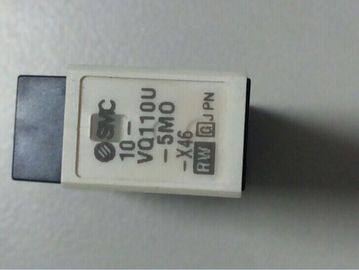 SMC
10-
VQ110U
-5MO
-X46
RW Q JPN